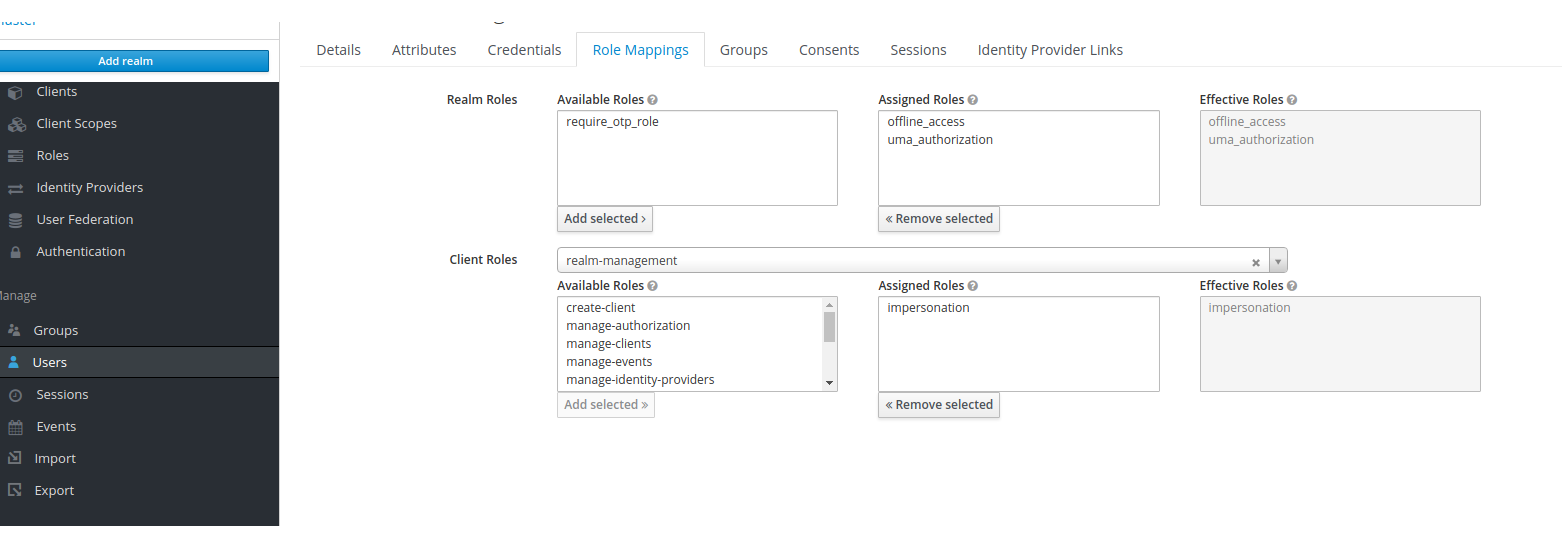 Add realm
Clients
Client Scopes
Roles
Identity Providers
User Federation
Authentication
Groups
Users
Sessions
Events
Import
Export
Details Attributes Credentials Role Mappings Groups Consents Sessions Identity Provider Links
Realm Roles Available Roles Assigned Roles Effective Roles
require_otp_role offline_access offline_access
uma_authorization uma_authorization
Add selected › « Remove selected
Client Roles realm-management
Available Roles Assigned Roles Effective Roles
create-client impersonation impersonation
manage-authorization
manage-clients
manage-events
manage-identity-providers
Add selected » « Remove selected